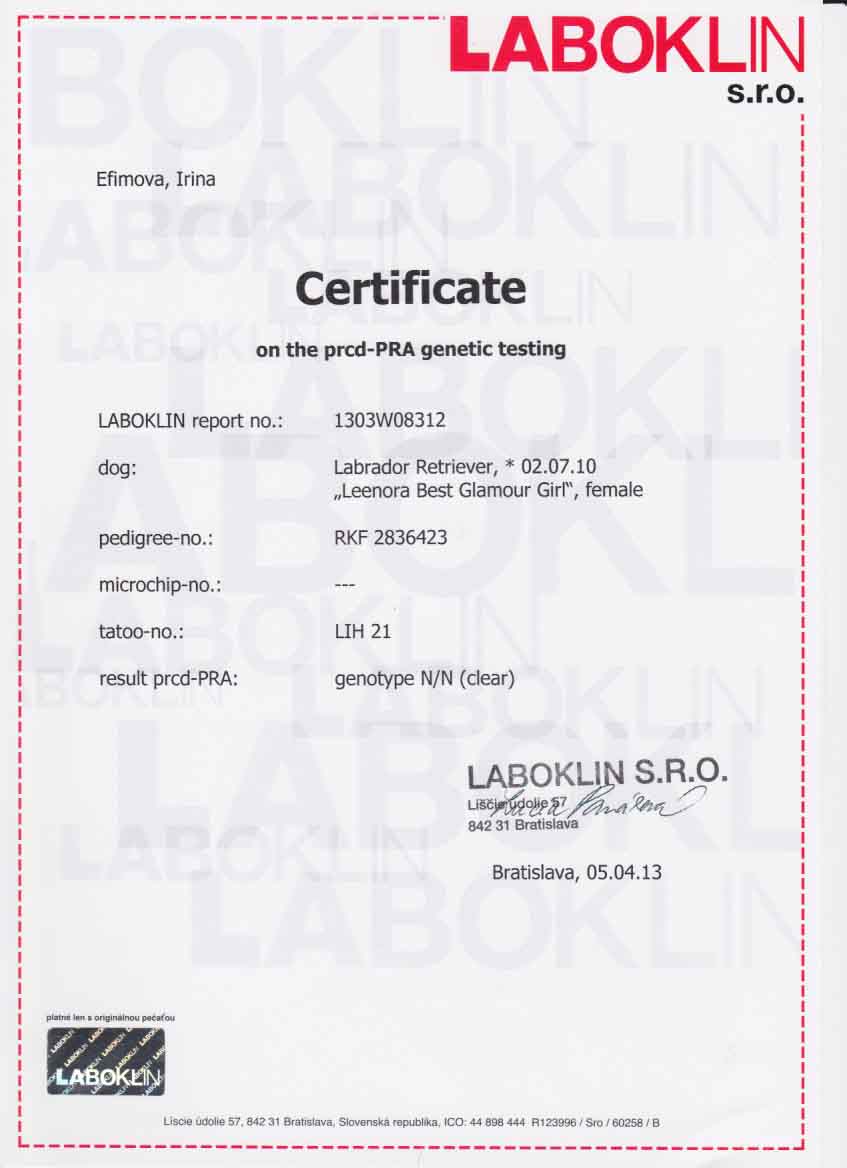 LABOKLIN
s.r.o.
Efimova, Irina
Certificate
on the prcd-PRA genetic testing
LABOKLIN report no.: 1303W08312
dog: Labrador Retriever, * 02.07.10
„Leenora Best Glamour Girl“, female
pedigree-no.: RKF 2836423
microchip-no.: ---
tatoo-no.: LIH 21
result prcd-PRA: genotype N/N (clear)
LABOKLIN S.R.O.
Líščie údolie 57
842 31 Bratislava
Bratislava, 05.04.13
platné len s originálnou pečaťou
LABOKLIN
Líscie údolie 57, 842 31 Bratislava, Slovenská republika, ICO: 44 898 444 R123996 / Sro / 60258 / B